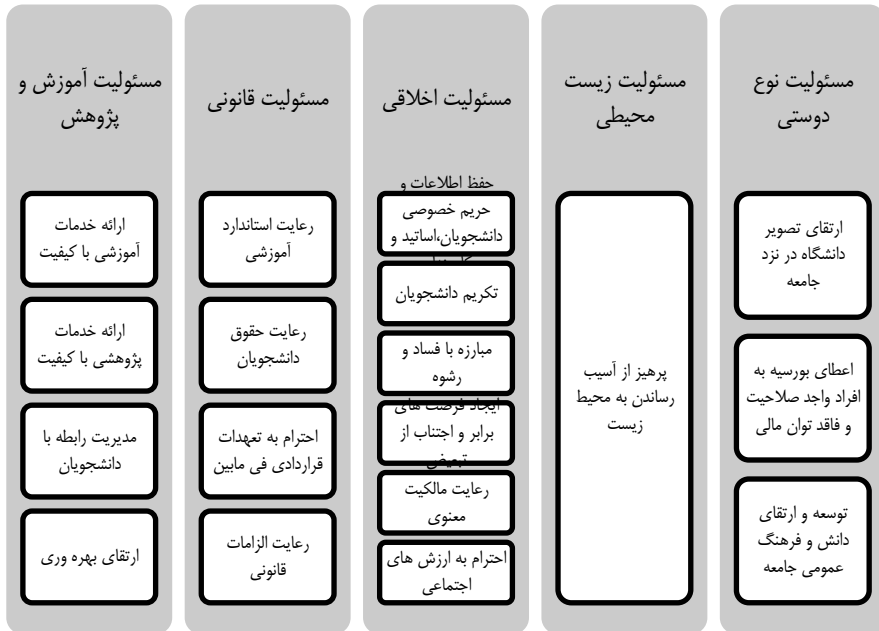 مسئولیت نوع
دوستی
ارتقای تصویر
دانشگاه در نزد
جامعه
اعطای بورسیه به
افراد واجد صلاحیت
و فاقد توان مالی
توسعه و ارتقای
دانش و فرهنگ
عمومی جامعه
مسئولیت زیست
محیطی
پرهیز از آسیب
رساندن به محیط
زیست
مسئولیت اخلاقی
حفظ اطلاعات و
حریم خصوصی
دانشجویان،اساتید و
تکریم دانشجویان
مبارزه با فساد و
رشوه
ایجاد فرصت های
برابر و اجتناب از
تبعیض
رعایت مالکیت
معنوی
احترام به ارزش های
اجتماعی
مسئولیت قانونی
رعایت استاندارد
آموزشی
رعایت حقوق
دانشجویان
احترام به تعهدات
قراردادی فی مابین
رعایت الزامات
قانونی
مسئولیت آموزش و
پژوهش
ارائه خدمات
آموزشی با کیفیت
ارائه خدمات
پژوهشی با کیفیت
مدیریت رابطه با
دانشجویان
ارتقای بهره وری